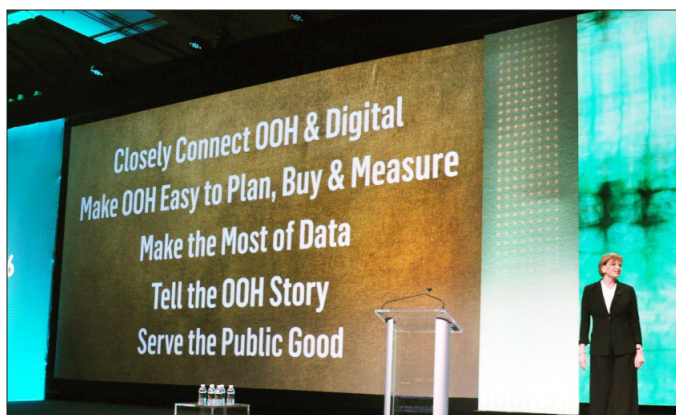 Closely Connect OOH & Digital
Make OOH Easy to Plan, Buy & Measure
Make the Most of Data
Tell the OOH Story
Serve the Public Good
6